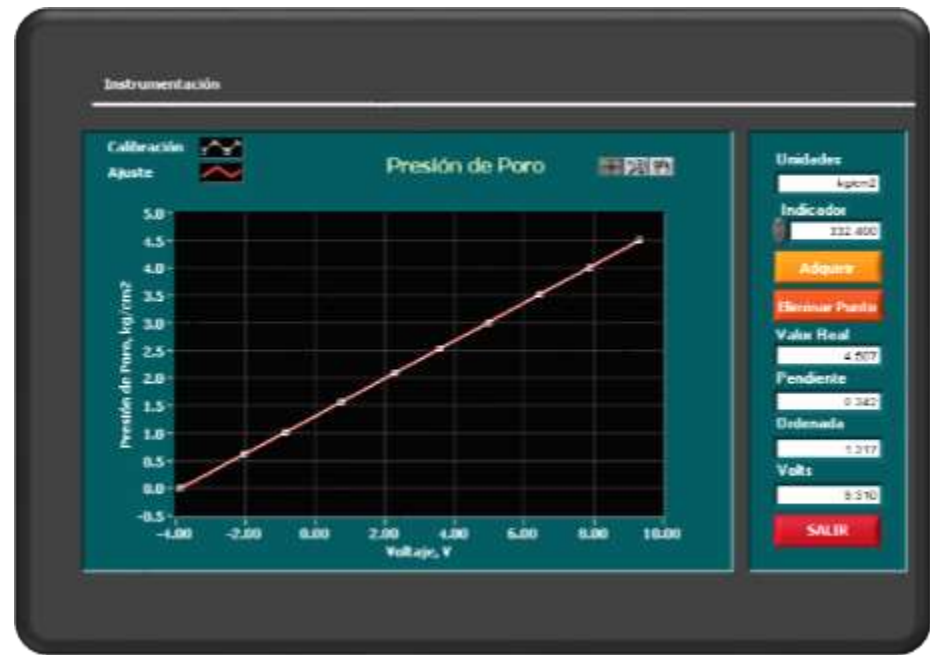 Instrumentación
Calibración
Ajuste
Presión de Poro
Presión de Poro, kg/cm2
5.0
4.5
4.0
3.5
3.0
2.5
2.0
1.5
1.0
0.5
0.0
-0.5
-4.00 -2.00 0.00 2.00 4.00 6.00 8.00 10.00
Voltaje, V
Unidades
Indicador
332.400
Adquirir
Eliminar Punto
Valor Real
4.507
Pendiente
0.342
Ordenada
1.317
Volts
9.310
SALIR